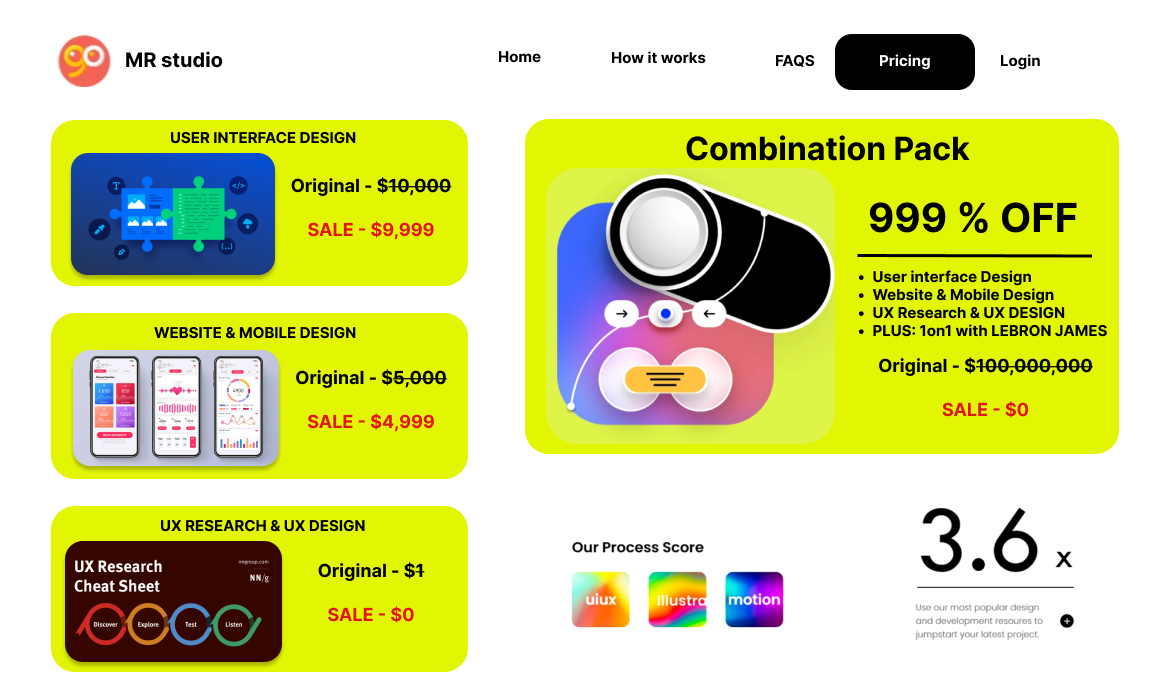 go
MR studio
Home
How it works
FAQS
Pricing
Login
USER INTERFACE DESIGN
T
</>
{..}
Original - $10,000
SALE - $9,999
WEBSITE & MOBILE DESIGN
Original - $5,000
SALE - $4,999
UX RESEARCH & UX DESIGN
UX Research
Cheat Sheet
nngroup.com
NN/g
Discover
Explore
Test
Listen
Original - $1
SALE - $0
Combination Pack
999 % OFF
• User interface Design
• Website & Mobile Design
• UX Research & UX DESIGN
• PLUS: 1on1 with LEBRON JAMES
Original - $100,000,000
SALE - $0
Our Process Score
uiux
Illustra
motion
3.6 x
Use our most popular design
and development resoures to
jumpstart your latest project.